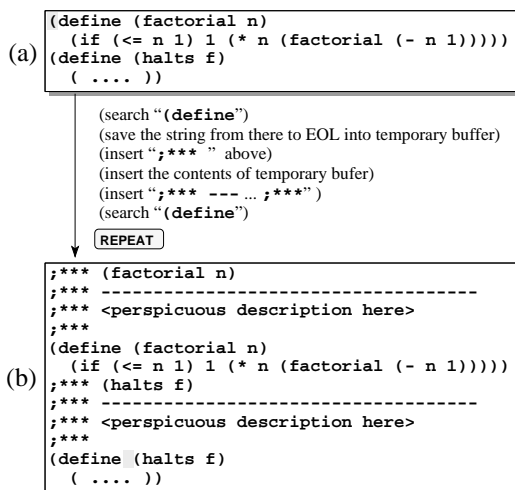 (a)
(define (factorial n)
(if (<= n 1) 1 (* n (factorial (- n 1)))))
(define (halts f)
( .... ))
(search “(define”)
(save the string from there to EOL into temporary buffer)
(insert “;*** ” above)
(insert the contents of temporary bufer)
(insert “;*** --- ... ;***” )
(search “(define”)
REPEAT
(b)
;*** (factorial n)
;*** ------------------------------------
;*** <perspicuous description here>
;***
(define (factorial n)
(if (<= n 1) 1 (* n (factorial (- n 1)))))
;*** (halts f)
;*** ------------------------------------
;*** <perspicuous description here>
;***
(define (halts f)
( .... ))